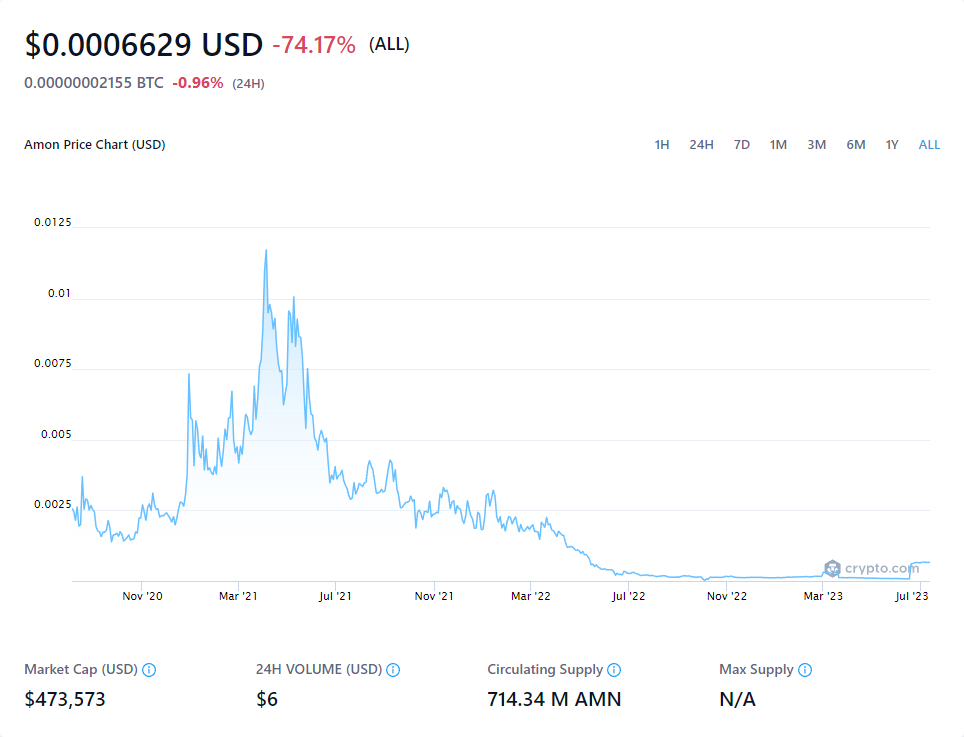 $0.0006629 USD -74.17% (ALL)
0.00000002155 BTC -0.96% (24H)
Amon Price Chart (USD) 1H 24H 7D 1M 3M 6M 1Y ALL
0.0125
0.01
0.0075
0.005
0.0025
crypto.com
Nov '20 Mar '21 Jul '21 Nov '21 Mar '22 Jul '22 Nov '22 Mar '23 Jul '23
Market Cap (USD) 24H VOLUME (USD) Circulating Supply Max Supply
$473,573 $6 714.34 M AMN N/A